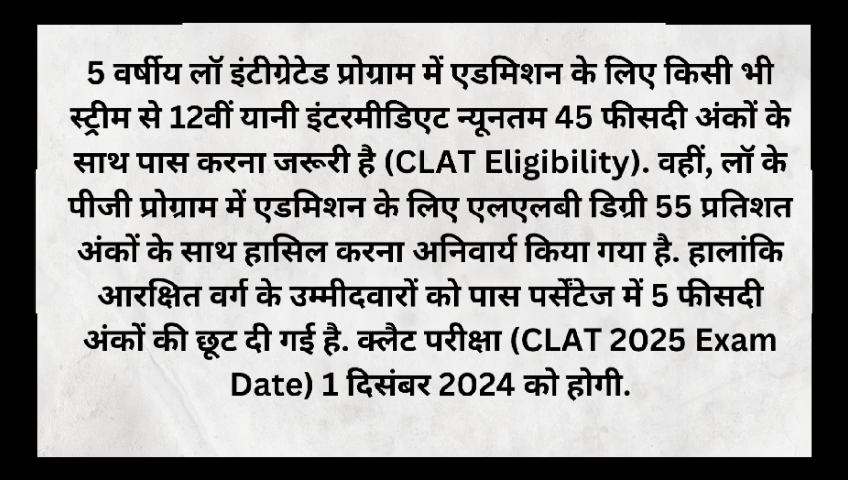 5 वर्षीय लॉ इंटीग्रेटेड प्रोग्राम में एडमिशन के लिए किसी भी
स्ट्रीम से 12वीं यानी इंटरमीडिएट न्यूनतम 45 फीसदी अंकों के
साथ पास करना जरूरी है (CLAT Eligibility). वहीं, लॉ के
पीजी प्रोग्राम में एडमिशन के लिए एलएलबी डिग्री 55 प्रतिशत
अंकों के साथ हासिल करना अनिवार्य किया गया है. हालांकि
आरक्षित वर्ग के उम्मीदवारों को पास पर्सेंटेज में 5 फीसदी
अंकों की छूट दी गई है. क्लैट परीक्षा (CLAT 2025 Exam
Date) 1 दिसंबर 2024 को होगी.